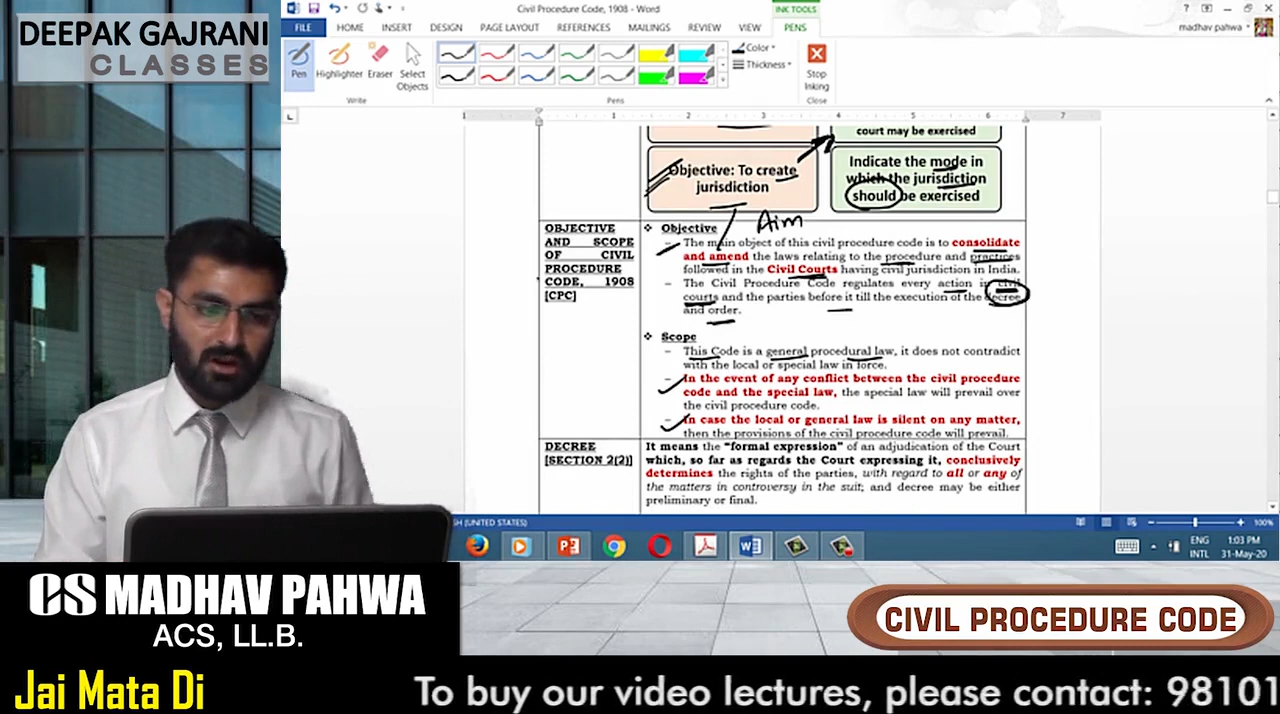 DEEPAK GAJRANI
CLASSES
Civil Procedure Code, 1908 - Word
INK TOOLS
FILE
HOME
INSERT
DESIGN
PAGE LAYOUT
REFERENCES
MAILINGS
REVIEW
VIEW
PENS
madhav pahwa
Pen
Highlighter
Eraser
Select
Objects
Color
Thickness
Stop
Inking
Write
Pens
Close
1
1
2
3
4
5
6
7
court may be exercised
Objective: To create
jurisdiction
Indicate the mode in
which the jurisdiction
should be exercised
Aim
OBJECTIVE
AND SCOPE
OF CIVIL
PROCEDURE
CODE, 1908
[CPC]
❖ Objective
– The main object of this civil procedure code is to consolidate
and amend the laws relating to the procedure and practices
followed in the Civil Courts having civil jurisdiction in India.
– The Civil Procedure Code regulates every action in civil
courts and the parties before it till the execution of the decree
and order.
❖ Scope
– This Code is a general procedural law, it does not contradict
with the local or special law in force.
– In the event of any conflict between the civil procedure
code and the special law, the special law will prevail over
the civil procedure code.
– In case the local or general law is silent on any matter,
then the provisions of the civil procedure code will prevail.
DECREE
[SECTION 2(2)]
It means the "formal expression" of an adjudication of the Court
which, so far as regards the Court expressing it, conclusively
determines the rights of the parties, with regard to all or any of
the matters in controversy in the suit; and decree may be either
preliminary or final.
SH (UNITED STATES)
100%
ENG
INTL
1:03 PM
31-May-20
CS MADHAV PAHWA
ACS, LL.B.
CIVIL PROCEDURE CODE
Jai Mata Di
To buy our video lectures, please contact: 98101